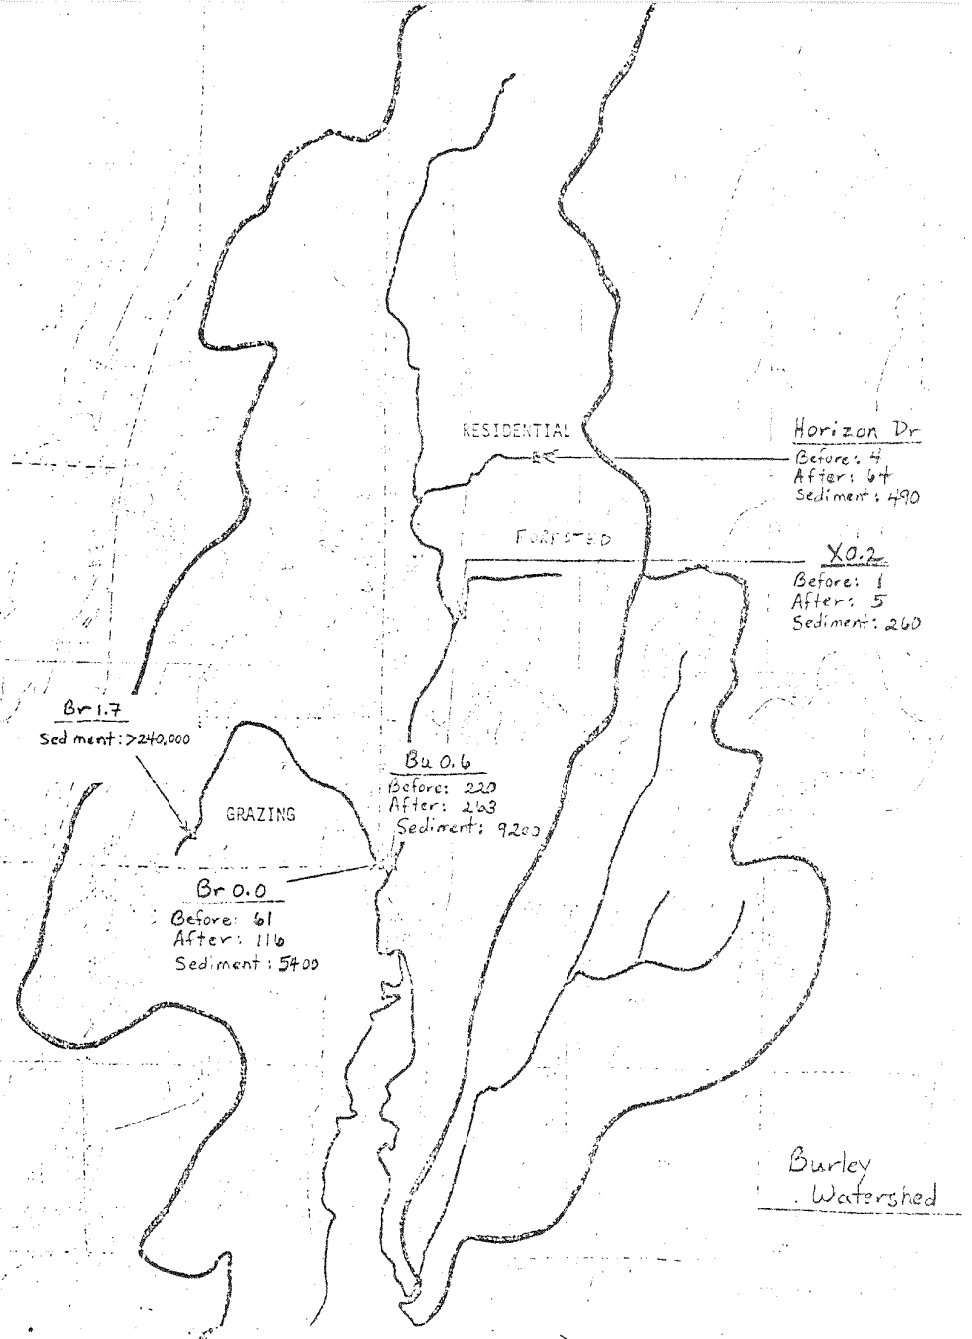 RESIDENTIAL
Horizon Dr
Before: 4
After: 64
Sediment: 490
FORESTED
X0.2
Before: 1
After: 5
Sediment: 260
Br 1.7
Sed ment: >240,000
Bu 0.6
Before: 220
After: 263
Sediment: 9200
GRAZING
Br 0.0
Before: 61
After: 116
Sediment: 5400
Burley
Watershed